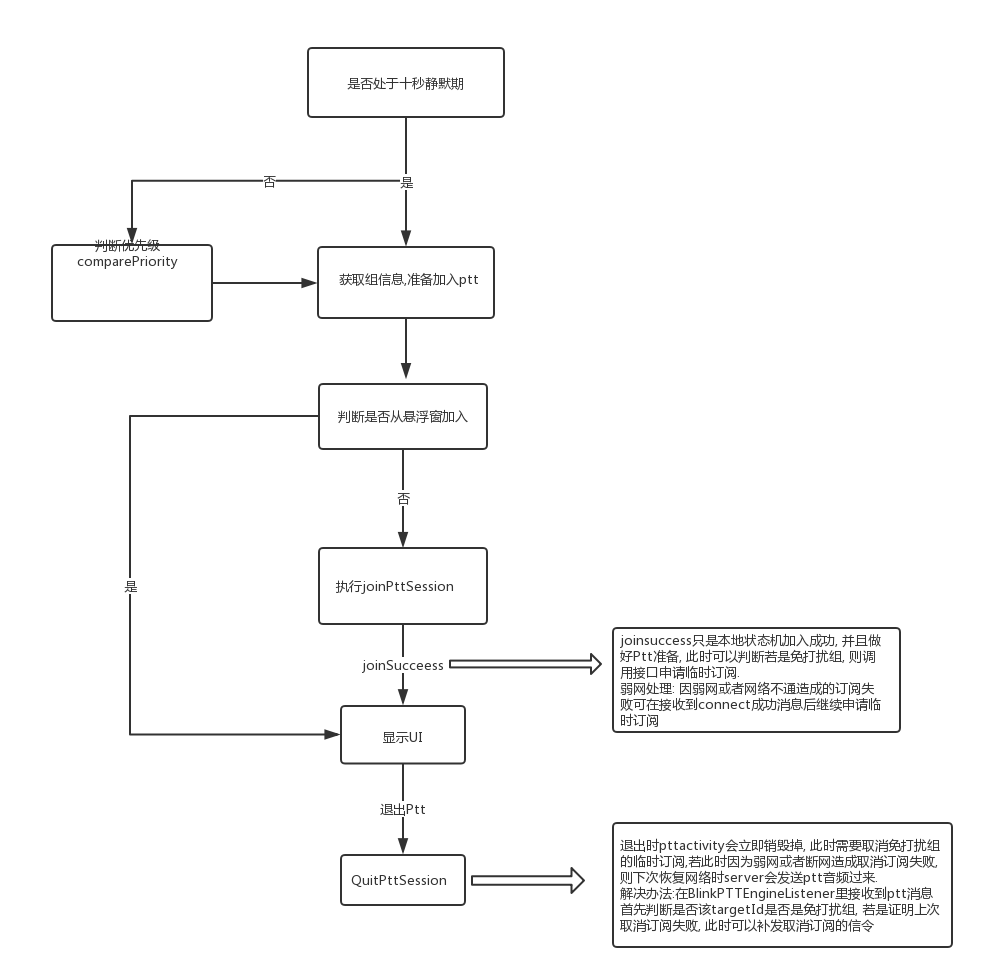 是否处于十秒静默期
否
是
判断优先级
comparePriority
获取组信息,准备加入ptt
判断是否从悬浮窗加入
否
是
执行joinPttSession
joinSucceess
joinsuccess只是本地状态机加入成功, 并且做
好Ptt准备, 此时可以判断若是免打扰组, 则调
用接口申请临时订阅.
弱网处理: 因弱网或者网络不通造成的订阅失
败可在接收到connect成功消息后继续申请临
时订阅
显示UI
退出Ptt
QuitPttSession
退出时pttactivity会立即销毁掉, 此时需要取消免打扰组
的临时订阅,若此时因为弱网或者断网造成取消订阅失败,
则下次恢复网络时server会发送ptt音频过来.
解决办法:在BlinkPTTEngineListener里接收到ptt消息
首先判断是否该targetId是否是免打扰组, 若是证明上次
取消订阅失败, 此时可以补发取消订阅的信令